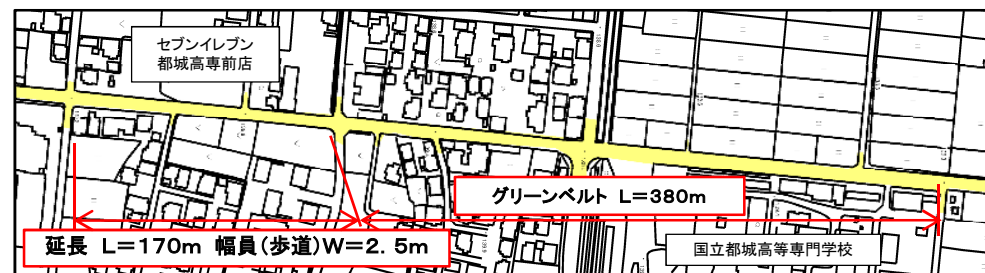 セブンイレブン
都城高専前店
グリーンベルト L=380m
延長 L=170m 幅員(歩道)W=2.5m
国立都城高等専門学校